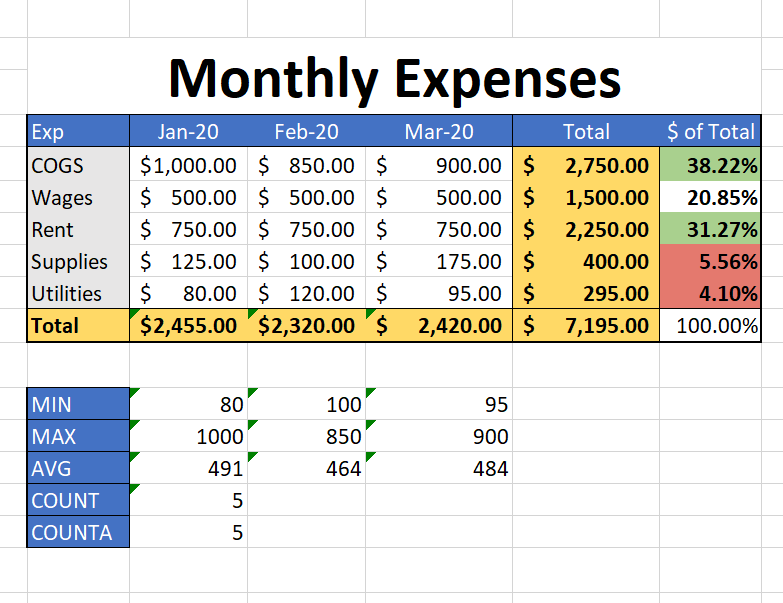 Monthly Expenses
Exp Jan-20 Feb-20 Mar-20 Total $ of Total
COGS $1,000.00 $ 850.00 $ 900.00 $ 2,750.00 38.22%
Wages $ 500.00 $ 500.00 $ 500.00 $ 1,500.00 20.85%
Rent $ 750.00 $ 750.00 $ 750.00 $ 2,250.00 31.27%
Supplies $ 125.00 $ 100.00 $ 175.00 $ 400.00 5.56%
Utilities $ 80.00 $ 120.00 $ 95.00 $ 295.00 4.10%
Total $2,455.00 $2,320.00 $ 2,420.00 $ 7,195.00 100.00%
MIN 80 100 95
MAX 1000 850 900
AVG 491 464 484
COUNT 5
COUNTA 5